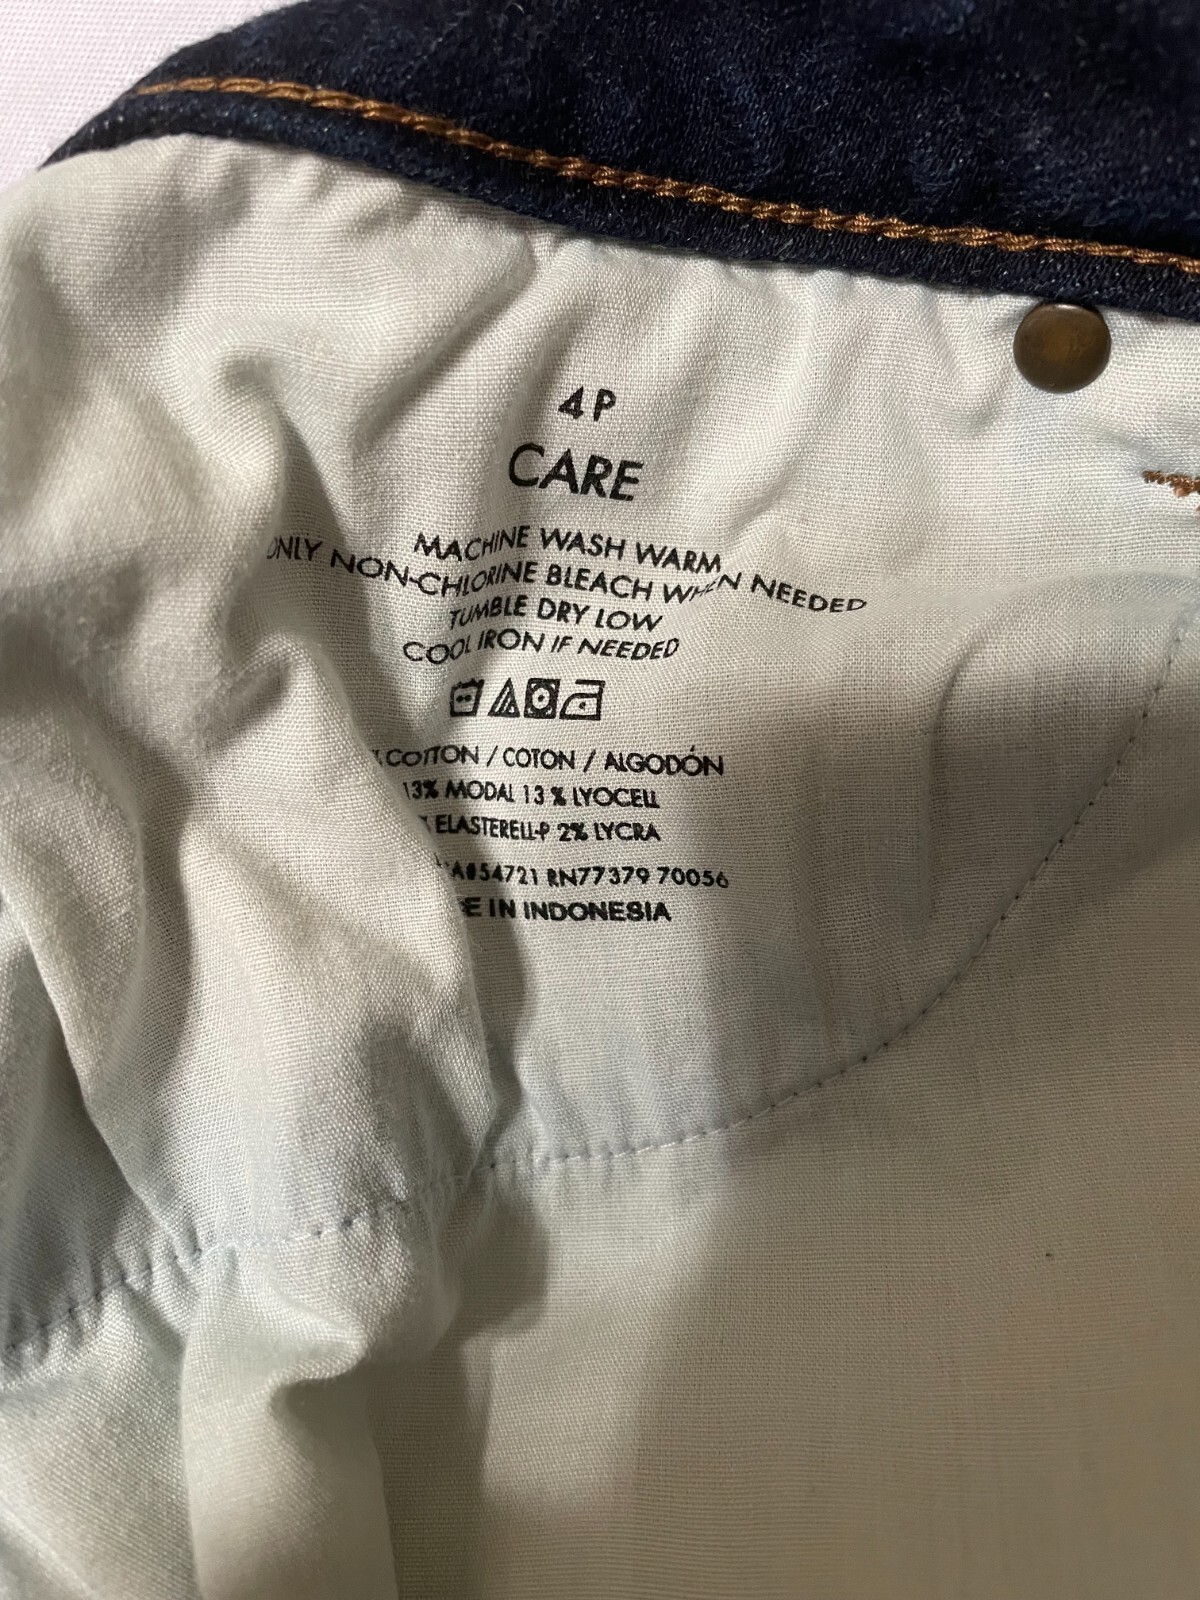 4P
CARE
MACHINE WASH WARM
ONLY NON-CHLORINE BLEACH WHEN NEEDED
TUMBLE DRY LOW
COOL IRON IF NEEDED
COTTON / COTON / ALGODÓN
13% MODAL 13% LYOCELL
ELASTERELL-P 2% LYCRA
RN77379 70056
IN INDONESIA